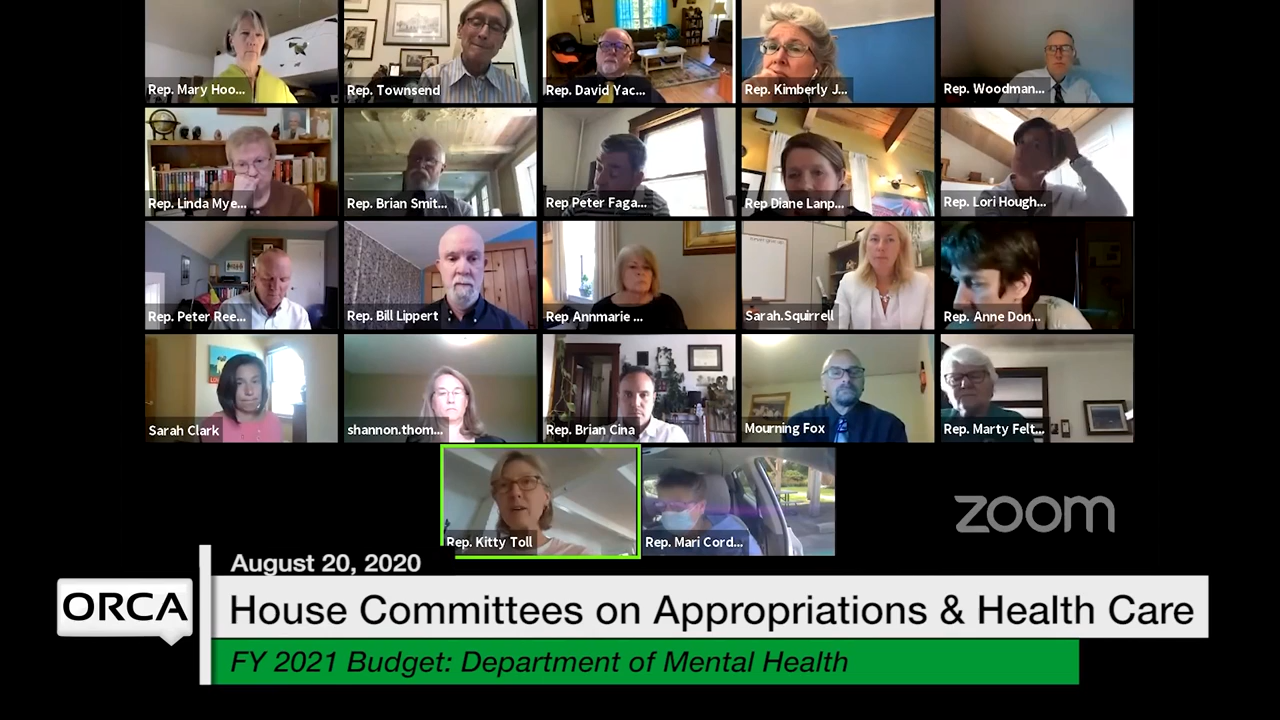 Rep. Mary Hoo...
Rep. Townsend
Rep. David Yac...
Rep. Kimberly J...
Rep. Woodman...
Rep. Linda Mye...
Rep. Brian Smit...
Rep Peter Faga...
Rep Diane Lanp...
Rep. Lori Hough...
Rep. Peter Ree...
Rep. Bill Lippert
Rep Annmarie ...
Sarah.Squirrell
Rep. Anne Don...
Sarah Clark
shannon.thom...
Rep. Brian Cina
Mourning Fox
Rep. Marty Felt...
Rep. Kitty Toll
Rep. Mari Cord...
zoom
August 20, 2020
ORCA
House Committees on Appropriations & Health Care
FY 2021 Budget: Department of Mental Health